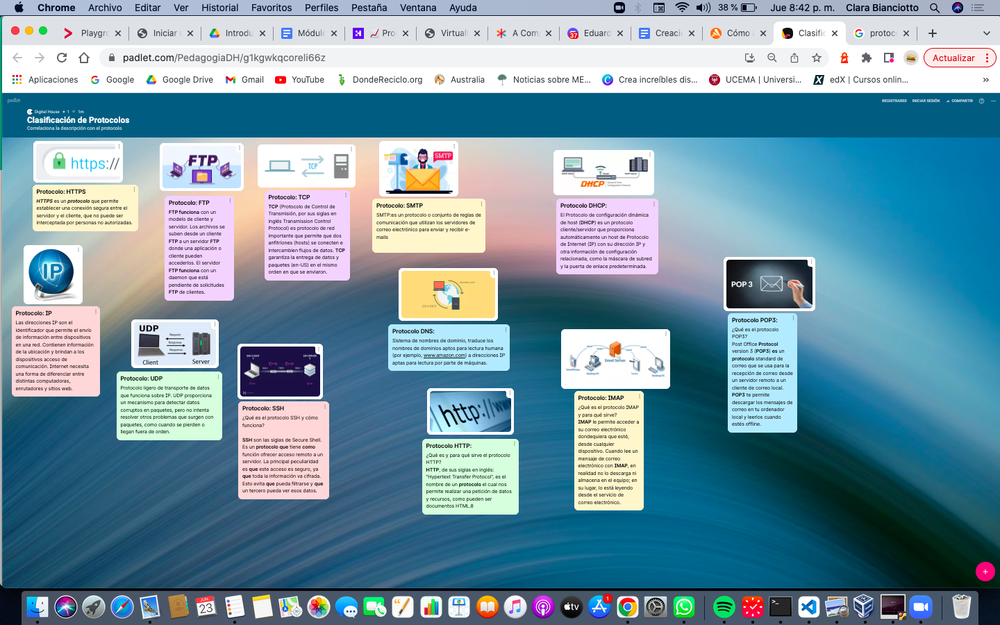 Chrome Archivo Editar Ver Historial Favoritos Perfiles Pestaña Ventana Ayuda 38 % Jue 8:42 p. m. Clara Bianciotto
Playgr Iniciar Introdu Módulo Pro Virtuali A Com 37 Eduard Creaci Cómo Clasific protoc
padlet.com/PedagogiaDH/g1kgwkqcoreli66z Actualizar
Aplicaciones Google Google Drive Gmail YouTube DondeReciclo.org Australia Noticias sobre ME... Crea increíbles dis... UCEMA | Universi... edX | Cursos onlin... »
padlet REGISTRARSE INICIAR SESIÓN COMPARTIR
Digital House 1 1m
Clasificación de Protocolos
Correlaciona la descripción con el protocolo
https://
Protocolo: HTTPS
HTTPS es un protocolo que permite
establecer una conexión segura entre el
servidor y el cliente, que no puede ser
interceptada por personas no autorizadas.
IP
Protocolo: IP
Las direcciones IP son el
identificador que permite el envío
de información entre dispositivos
en una red. Contienen información
de la ubicación y brindan a los
dispositivos acceso de
comunicación. Internet necesita
una forma de diferenciar entre
distintas computadoras,
enrutadores y sitios web.
FTP
Protocolo: FTP
FTP funciona con un
modelo de cliente y
servidor. Los archivos se
suben desde un cliente
FTP a un servidor FTP
donde una aplicación o
cliente pueden
accederlos. El servidor
FTP funciona con un
daemon que está
pendiente de solicitudes
FTP de clientes.
UDP
Request
Response
Response
Client Server
Protocolo: UDP
Protocolo ligero de transporte de datos
que funciona sobre IP. UDP proporciona
un mecanismo para detectar datos
corruptos en paquetes, pero no intenta
resolver otros problemas que surgen con
paquetes, como cuando se pierden o
llegan fuera de orden.
TCP
Protocolo: TCP
TCP (Protocolo de Control de
Transmisión, por sus siglas en
inglés Transmission Control
Protocol) es protocolo de red
importante que permite que dos
anfitriones (hosts) se conecten e
intercambien flujos de datos. TCP
garantiza la entrega de datos y
paquetes (en-US) en el mismo
orden en que se enviaron.
SSH CLIENT SSH SERVER
Protocolo: SSH
¿Qué es el protocolo SSH y cómo
funciona?
SSH son las siglas de Secure Shell.
Es un protocolo que tiene como
función ofrecer acceso remoto a un
servidor. La principal peculiaridad
es que este acceso es seguro, ya
que toda la información va cifrada.
Esto evita que pueda filtrarse y que
un tercero pueda ver esos datos.
SMTP
Protocolo: SMTP
SMTP:es un protocolo o conjunto de reglas de
comunicación que utilizan los servidores de
correo electrónico para enviar y recibir e-
mails
Protocolo DNS:
Sistema de nombres de dominio, traduce los
nombres de dominios aptos para lectura humana
(por ejemplo, www.amazon.com) a direcciones IP
aptas para lectura por parte de máquinas.
http://ww
Protocolo HTTP:
¿Qué es y para qué sirve el protocolo
HTTP?
HTTP, de sus siglas en inglés:
"Hypertext Transfer Protocol", es el
nombre de un protocolo el cual nos
permite realizar una petición de datos
y recursos, como pueden ser
documentos HTML.8
DHCP
Protocolo DHCP:
El Protocolo de configuración dinámica
de host (DHCP) es un protocolo
cliente/servidor que proporciona
automáticamente un host de Protocolo
de Internet (IP) con su dirección IP y
otra información de configuración
relacionada, como la máscara de subred
y la puerta de enlace predeterminada.
Email Server
Protocolo: IMAP
¿Qué es el protocolo IMAP
y para qué sirve?
IMAP le permite acceder a
su correo electrónico
dondequiera que esté,
desde cualquier
dispositivo. Cuando lee un
mensaje de correo
electrónico con IMAP, en
realidad no lo descarga ni
almacena en el equipo; en
su lugar, lo está leyendo
desde el servicio de
correo electrónico.
POP 3
Protocolo POP3:
¿Qué es el protocolo
POP3?
Post Office Protocol
version 3 (POP3) es un
protocolo standard de
correo que se usa para la
recepción de correo desde
un servidor remoto a un
cliente de correo local.
POP3 te permite
descargar los mensajes de
correo en tu ordenador
local y leerlos cuando
estés offline.
JUN
23
tv
1